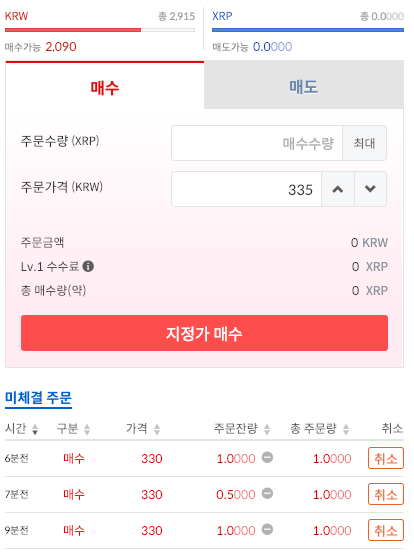 KRW 총 2,915 XRP 총 0.0000
매수가능 2,090 매도가능 0.0000
매수 매도
주문수량 (XRP) 매수수량 최대
주문가격 (KRW) 335
주문금액 0 KRW
Lv.1 수수료 0 XRP
총 매수량(약) 0 XRP
지정가 매수
미체결 주문
시간 구분 가격 주문잔량 총 주문량 취소
6분전 매수 330 1.0000 1.0000 취소
7분전 매수 330 0.5000 1.0000 취소
9분전 매수 330 1.0000 1.0000 취소